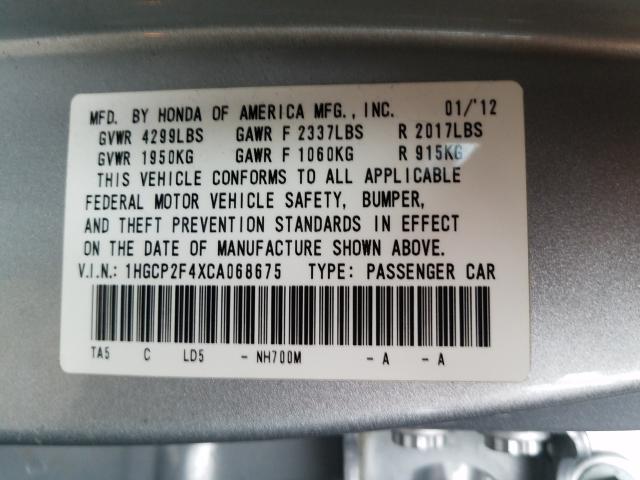 MFD. BY HONDA OF AMERICA MFG., INC. 01/'12
GVWR 4299LBS GAWR F 2337LBS R 2017LBS
GVWR 1950KG GAWR F 1060KG R 915KG
THIS VEHICLE CONFORMS TO ALL APPLICABLE
FEDERAL MOTOR VEHICLE SAFETY, BUMPER,
AND THEFT PREVENTION STANDARDS IN EFFECT
ON THE DATE OF MANUFACTURE SHOWN ABOVE.
V.I.N.: 1HGCP2F4XCA068675 TYPE: PASSENGER CAR
TA5 C LD5 - NH700M - A - A